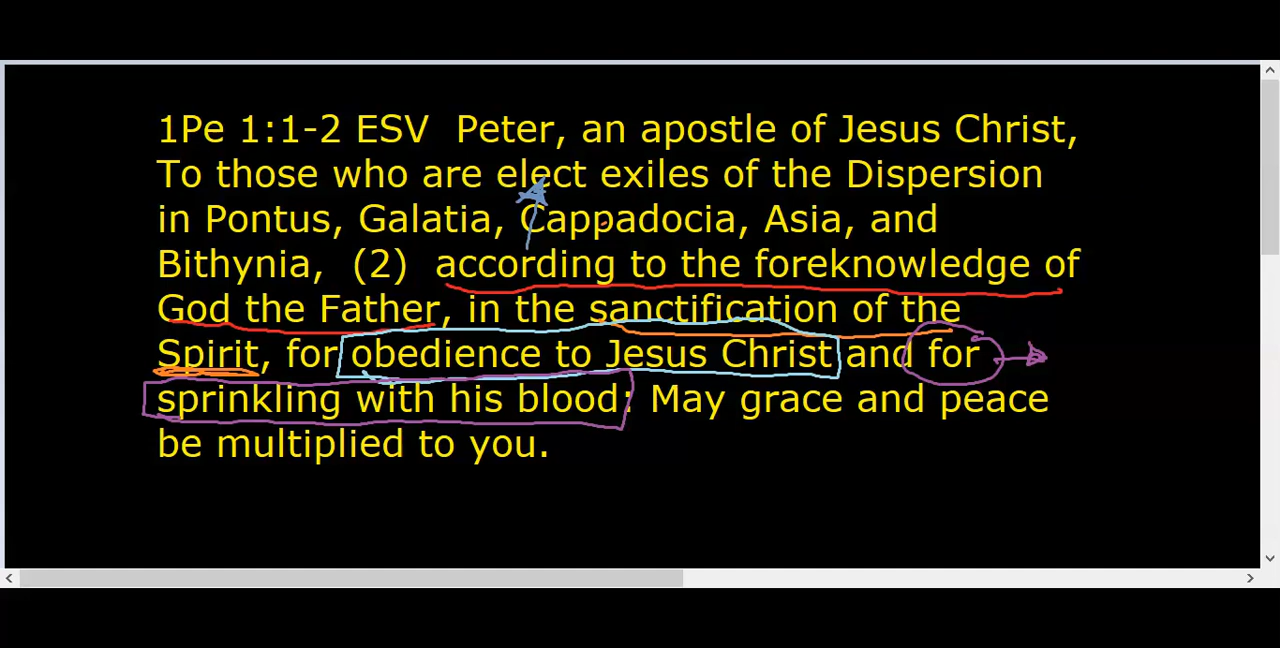 1Pe 1:1-2 ESV  Peter, an apostle of Jesus Christ,
To those who are elect exiles of the Dispersion
in Pontus, Galatia, Cappadocia, Asia, and
Bithynia,  (2)  according to the foreknowledge of
God the Father, in the sanctification of the
Spirit, for obedience to Jesus Christ and for
sprinkling with his blood: May grace and peace
be multiplied to you.